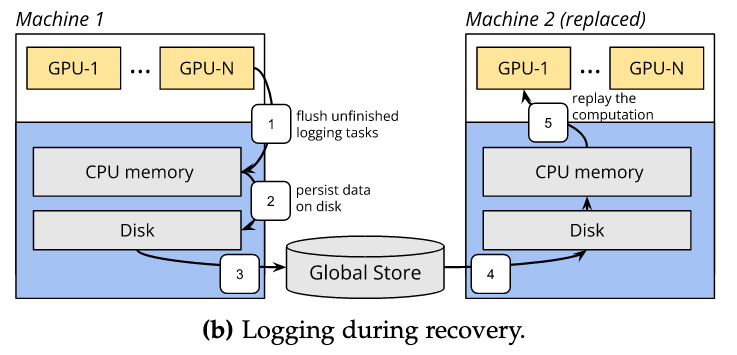 Machine 1
Machine 2 (replaced)
GPU-1
...
GPU-N
GPU-1
...
GPU-N
1
flush unfinished
logging tasks
replay the
computation
5
CPU memory
CPU memory
2
persist data
on disk
Disk
Disk
3
Global Store
4
(b) Logging during recovery.